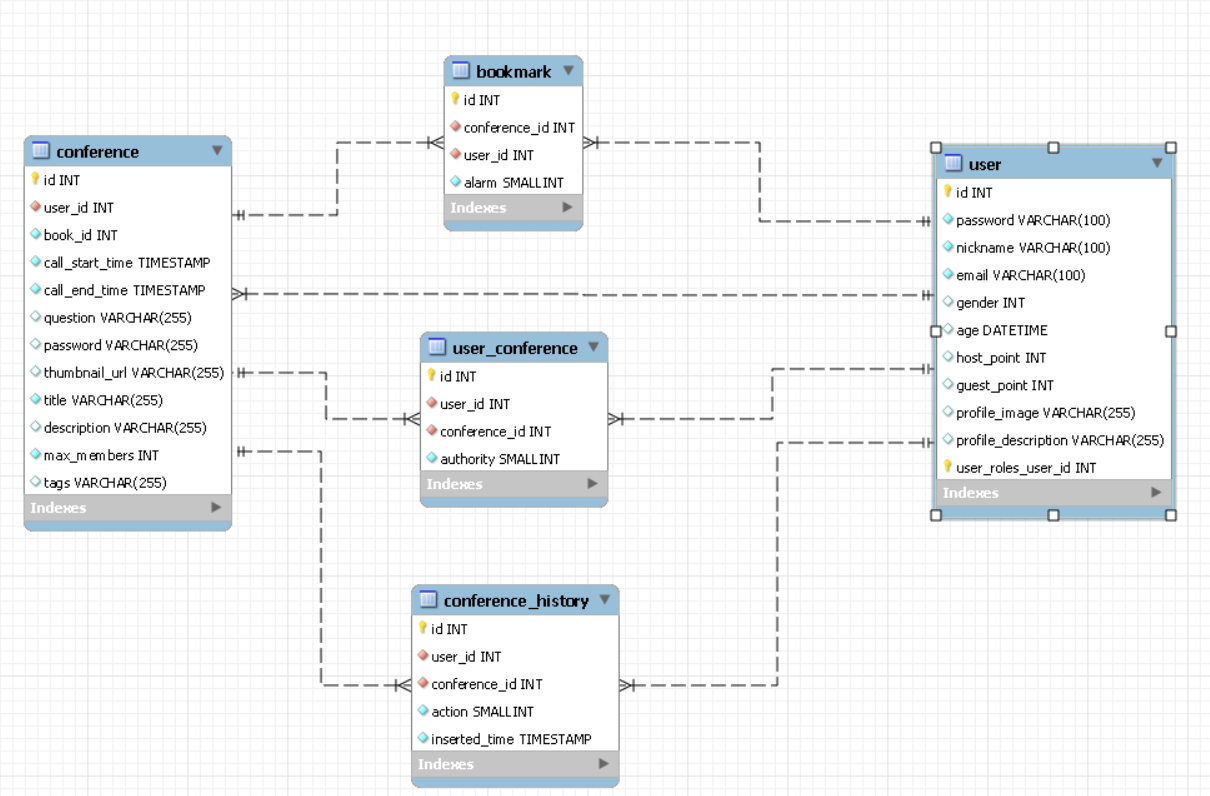 bookmark
id INT
conference_id INT
user_id INT
alarm SMALLINT
Indexes
conference
id INT
user_id INT
book_id INT
call_start_time TIMESTAMP
call_end_time TIMESTAMP
question VARCHAR(255)
password VARCHAR(255)
thumbnail_url VARCHAR(255)
title VARCHAR(255)
description VARCHAR(255)
max_members INT
tags VARCHAR(255)
Indexes
user
id INT
password VARCHAR(100)
nickname VARCHAR(100)
email VARCHAR(100)
gender INT
age DATETIME
host_point INT
guest_point INT
profile_image VARCHAR(255)
profile_description VARCHAR(255)
user_roles_user_id INT
Indexes
user_conference
id INT
user_id INT
conference_id INT
authority SMALLINT
Indexes
conference_history
id INT
user_id INT
conference_id INT
action SMALLINT
inserted_time TIMESTAMP
Indexes